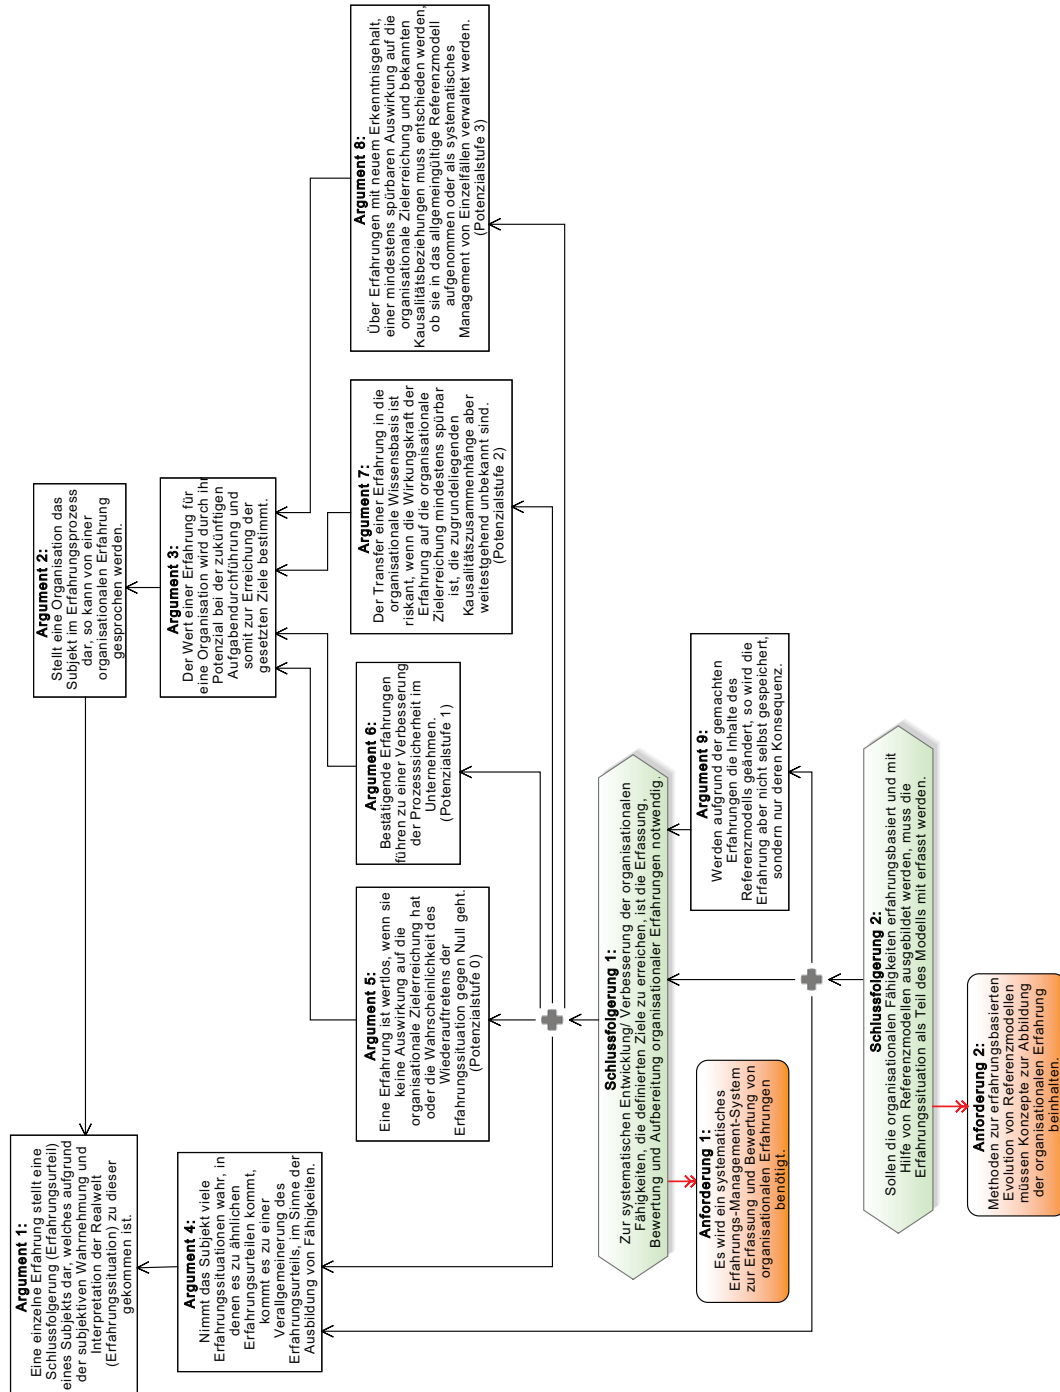 Argument 1:
Eine einzelne Erfahrung stellt eine
Schlussfolgerung (Erfahrungsurteil)
eines Subjekts dar, welches aufgrund
der subjektiven Wahrnehmung und
Interpretation der Realwelt
(Erfahrungssituation) zu dieser
gekommen ist.
Argument 2:
Stellt eine Organisation das
Subjekt im Erfahrungsprozess
dar, so kann von einer
organisationalen Erfahrung
gesprochen werden.
Argument 4:
Nimmt das Subjekt viele
Erfahrungssituationen wahr, in
denen es zu ähnlichen
Erfahrungsurteilen kommt,
kommt es zu einer
Verallgemeinerung des
Erfahrungsurteils, im Sinne der
Ausbildung von Fähigkeiten.
Argument 3:
Der Wert einer Erfahrung für
eine Organisation wird durch ihr
Potenzial bei der zukünftigen
Aufgabendurchführung und
somit zur Erreichung der
gesetzten Ziele bestimmt.
Argument 5:
Eine Erfahrung ist wertlos, wenn sie
keine Auswirkung auf die
organisationale Zielerreichung hat
oder die Wahrscheinlichkeit des
Wiederauftretens der
Erfahrungssituation gegen Null geht.
(Potenzialstufe 0)
Argument 6:
Bestätigende Erfahrungen
führen zu einer Verbesserung
der Prozesssicherheit im
Unternehmen.
(Potenzialstufe 1)
Argument 7:
Der Transfer einer Erfahrung in die
organisationale Wissensbasis ist
riskant, wenn die Wirkungskraft der
Erfahrung auf die organisationale
Zielerreichung mindestens spürbar
ist, die zugrundeliegenden
Kausalitätszusammenhänge aber
weitestgehend unbekannt sind.
(Potenzialstufe 2)
Argument 8:
Über Erfahrungen mit neuem Erkenntnisgehalt,
einer mindestens spürbaren Auswirkung auf die
organisationale Zielerreichung und bekannten
Kausalitätsbeziehungen muss entschieden werden,
ob sie in das allgemeingültige Referenzmodell
aufgenommen oder als systematisches
Management von Einzelfällen verwaltet werden.
(Potenzialstufe 3)
Schlussfolgerung 1:
Zur systematischen Entwicklung/ Verbesserung der organisationalen
Fähigkeiten, die definierten Ziele zu erreichen, ist die Erfassung,
Bewertung und Aufbereitung organisationaler Erfahrungen notwendig.
Anforderung 1:
Es wird ein systematisches
Erfahrungs-Management-System
zur Erfassung und Bewertung von
organisationalen Erfahrungen
benötigt.
Argument 9:
Werden aufgrund der gemachten
Erfahrungen die Inhalte des
Referenzmodells geändert, so wird die
Erfahrung aber nicht selbst gespeichert,
sondern nur deren Konsequenz.
Schlussfolgerung 2:
Sollen die organisationalen Fähigkeiten erfahrungsbasiert und mit
Hilfe von Referenzmodellen ausgebildet werden, muss die
Erfahrungssituation als Teil des Modells mit erfasst werden.
Anforderung 2:
Methoden zur erfahrungsbasierten
Evolution von Referenzmodellen
müssen Konzepte zur Abbildung
der organisationalen Erfahrung
beinhalten.